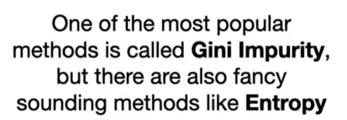 One of the most popular
methods is called Gini Impurity,
but there are also fancy
sounding methods like Entropy